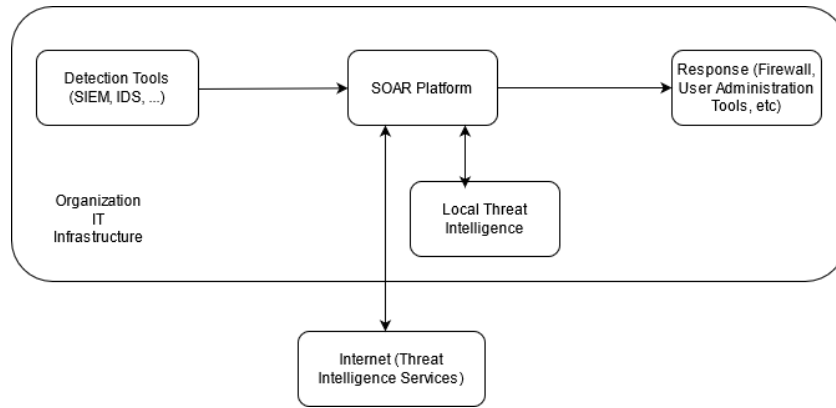 Detection Tools
(SIEM, IDS, ...)
SOAR Platform
Response (Firewall,
User Administration
Tools, etc)
Organization
IT
Infrastructure
Local Threat
Intelligence
Internet (Threat
Intelligence Services)